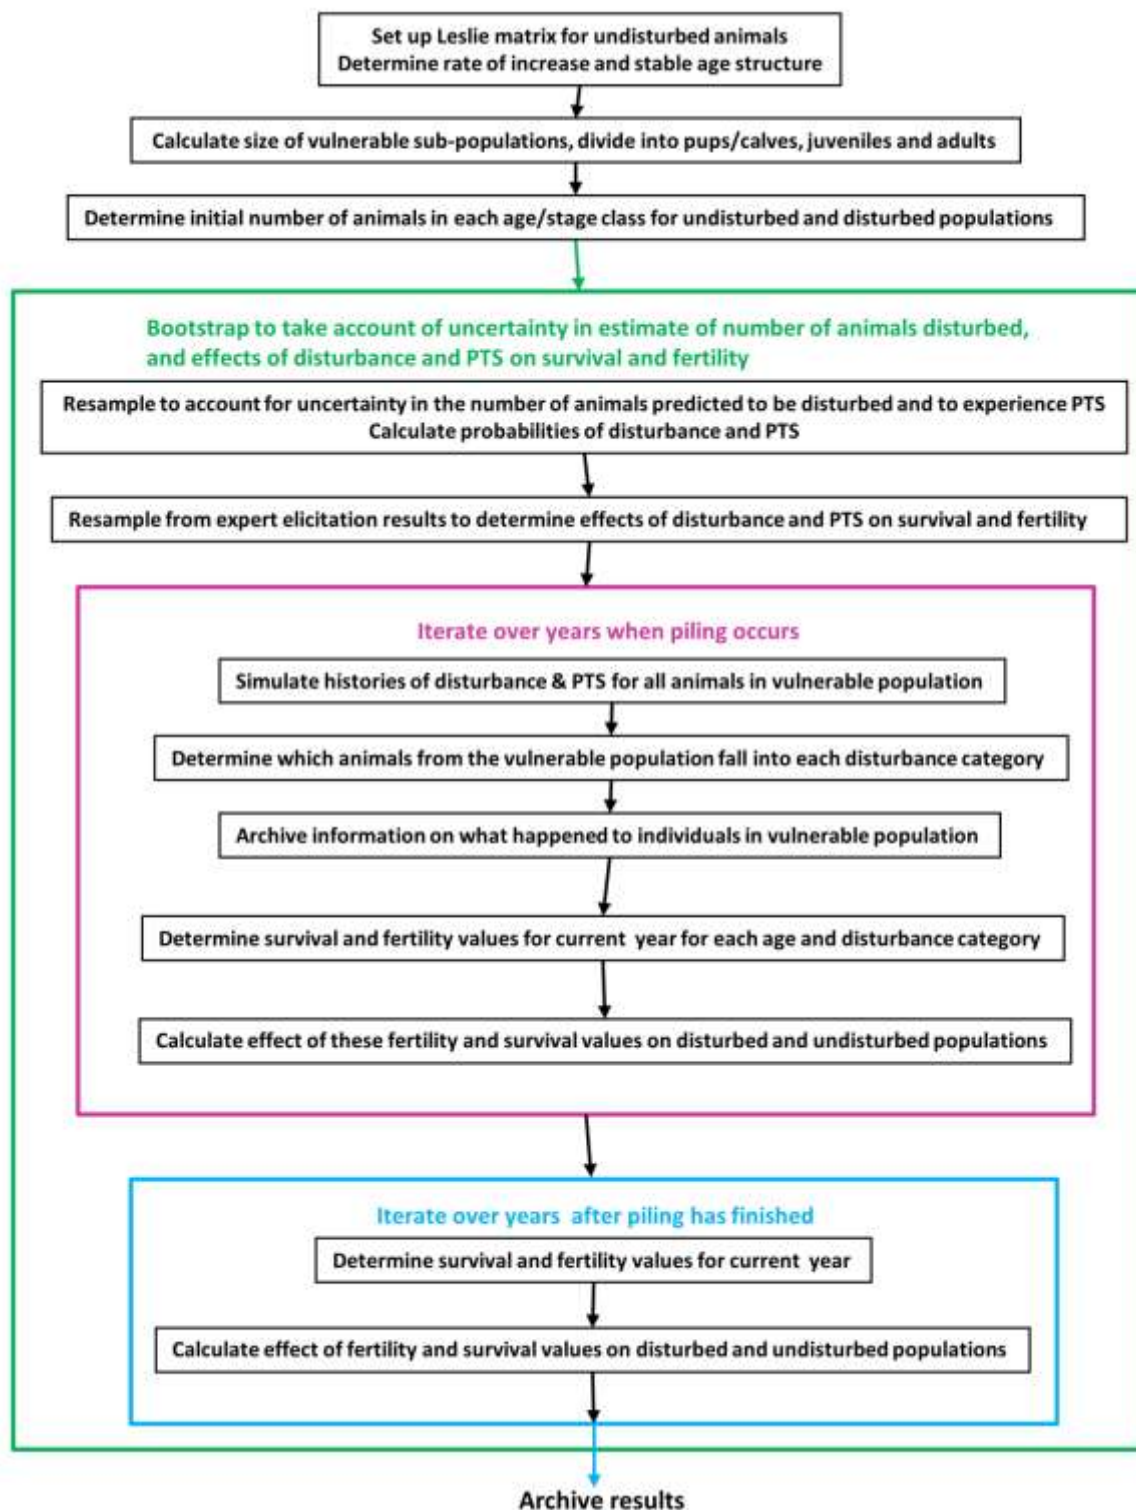 Set up Leslie matrix for undisturbed animals
Determine rate of increase and stable age structure
Calculate size of vulnerable sub-populations, divide into pups/calves, juveniles and adults
Determine initial number of animals in each age/stage class for undisturbed and disturbed populations
Bootstrap to take account of uncertainty in estimate of number of animals disturbed,
and effects of disturbance and PTS on survival and fertility
Resample to account for uncertainty in the number of animals predicted to be disturbed and to experience PTS
Calculate probabilities of disturbance and PTS
Resample from expert elicitation results to determine effects of disturbance and PTS on survival and fertility
Iterate over years when piling occurs
Simulate histories of disturbance & PTS for all animals in vulnerable population
Determine which animals from the vulnerable population fall into each disturbance category
Archive information on what happened to individuals in vulnerable population
Determine survival and fertility values for current year for each age and disturbance category
Calculate effect of these fertility and survival values on disturbed and undisturbed populations
Iterate over years after piling has finished
Determine survival and fertility values for current year
Calculate effect of fertility and survival values on disturbed and undisturbed populations
Archive results